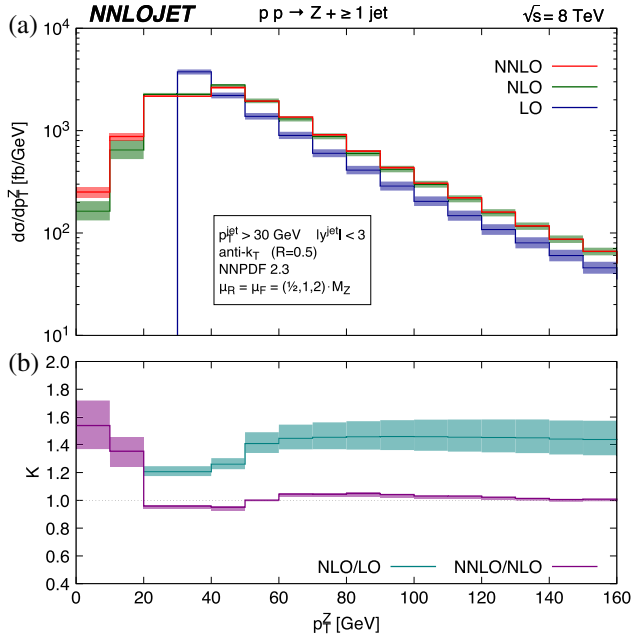 (a) NNLOJET p p → Z + ≥ 1 jet √s = 8 TeV
10⁴
10³
10²
10¹
dσ/dp_T^Z [fb/GeV]
NNLO
NLO
LO
p_T^jet > 30 GeV |y^jet| < 3
anti-k_T (R=0.5)
NNPDF 2.3
μ_R = μ_F = (½,1,2) · M_Z
(b)
2.0
1.8
1.6
1.4
1.2
1.0
0.8
0.6
0.4
K
NLO/LO NNLO/NLO
0 20 40 60 80 100 120 140 160
p_T^Z [GeV]